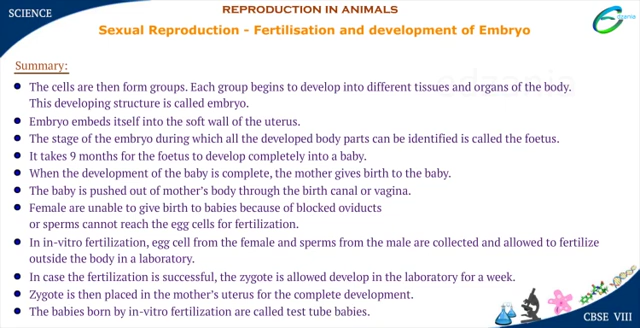 SCIENCE
REPRODUCTION IN ANIMALS
Sexual Reproduction - Fertilisation and development of Embryo
Edzania
Summary:
The cells are then form groups. Each group begins to develop into different tissues and organs of the body.
This developing structure is called embryo.
Embryo embeds itself into the soft wall of the uterus.
The stage of the embryo during which all the developed body parts can be identified is called the foetus.
It takes 9 months for the foetus to develop completely into a baby.
When the development of the baby is complete, the mother gives birth to the baby.
The baby is pushed out of mother's body through the birth canal or vagina.
Female are unable to give birth to babies because of blocked oviducts
or sperms cannot reach the egg cells for fertilization.
In in-vitro fertilization, egg cell from the female and sperms from the male are collected and allowed to fertilize
outside the body in a laboratory.
In case the fertilization is successful, the zygote is allowed develop in the laboratory for a week.
Zygote is then placed in the mother's uterus for the complete development.
The babies born by in-vitro fertilization are called test tube babies.
CBSE VIII